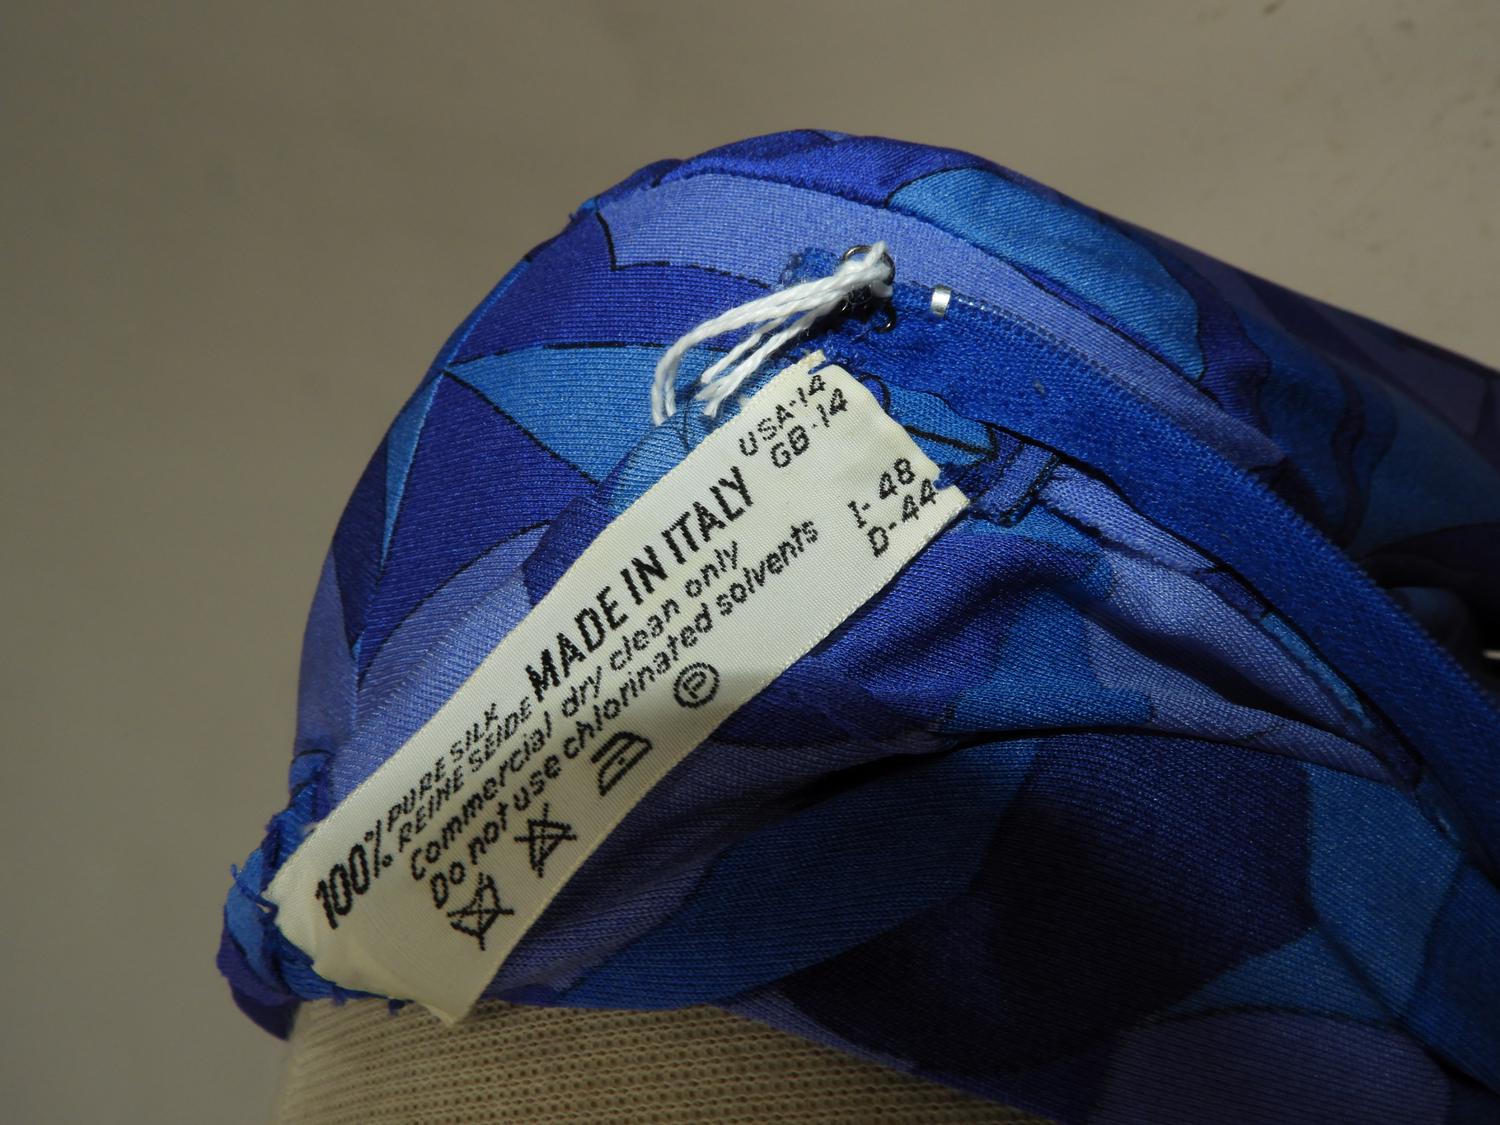 100% PURE SILK
REINE SEIDE
MADE IN ITALY
USA-14
GB-14
Commercial dry clean only
Do not use chlorinated solvents
I-48
D-44
P